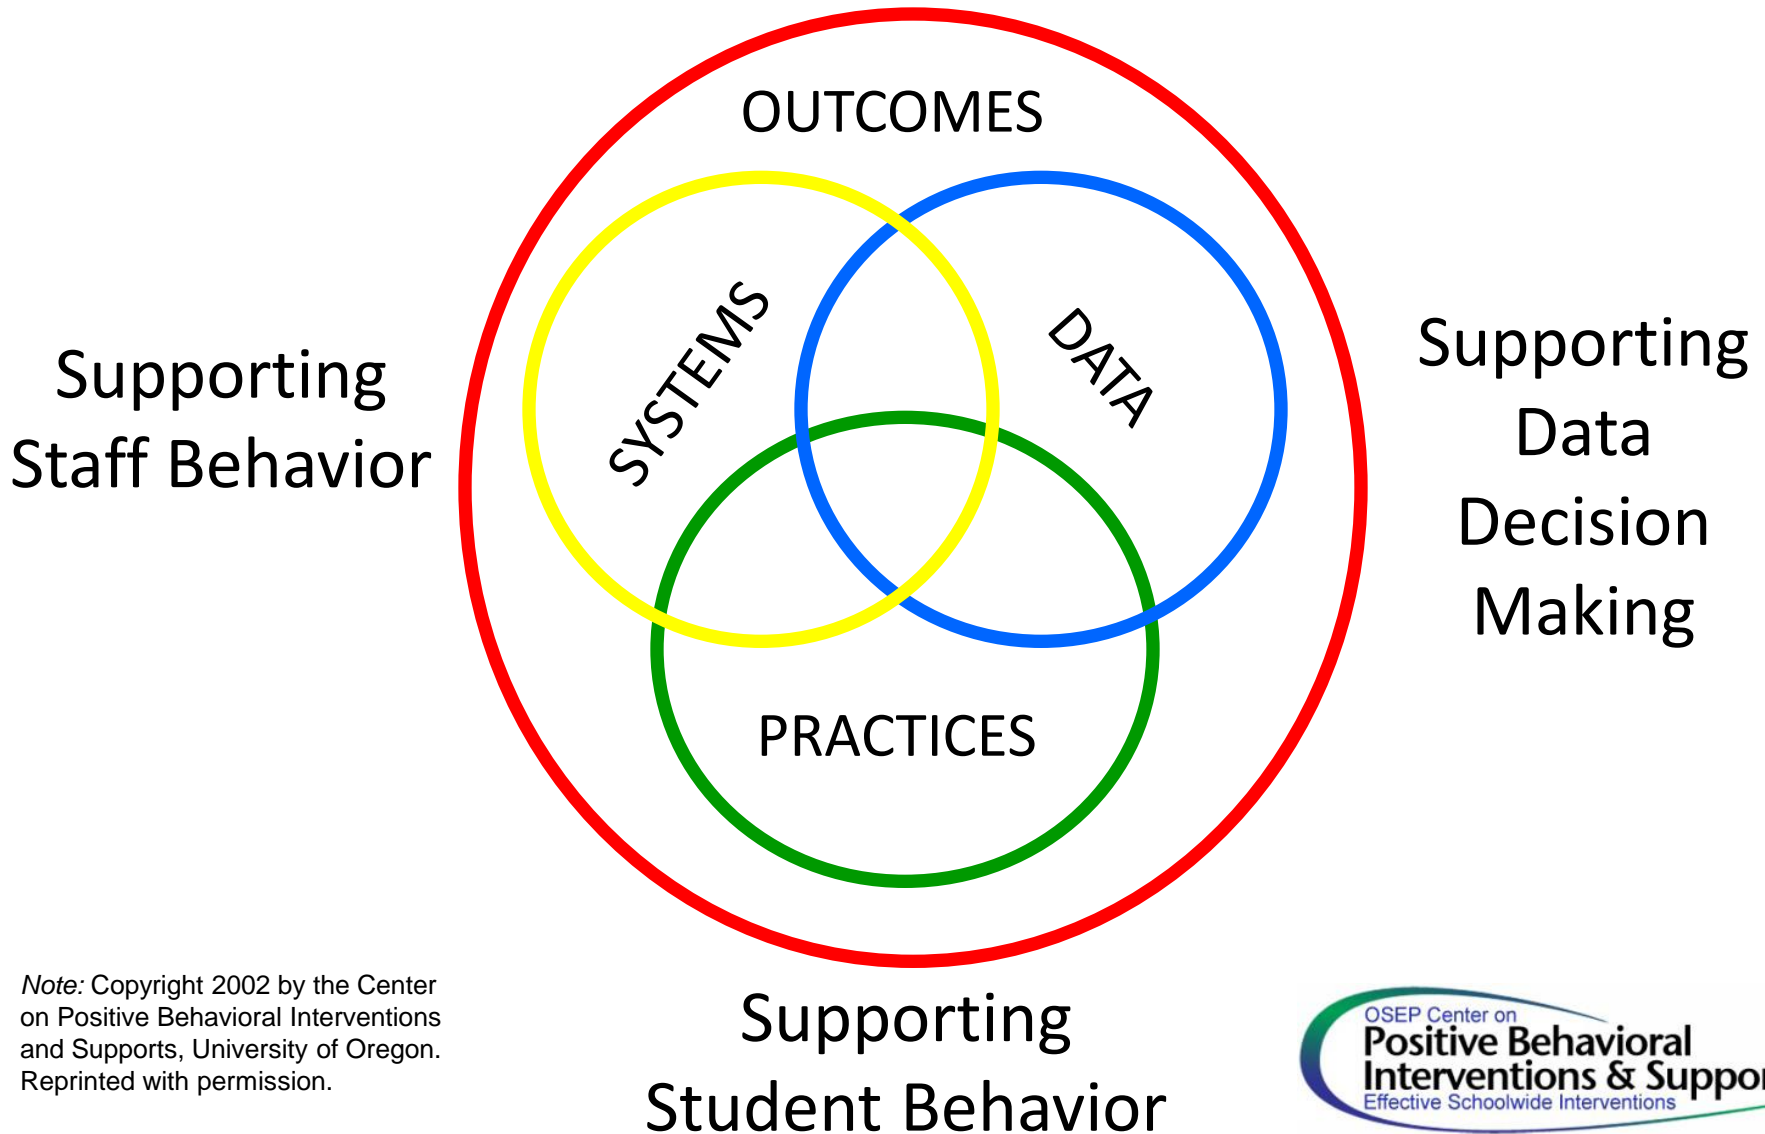 OUTCOMES
SYSTEMS
DATA
PRACTICES
Supporting
Staff Behavior
Supporting
Data
Decision
Making
Supporting
Student Behavior
Note: Copyright 2002 by the Center
on Positive Behavioral Interventions
and Supports, University of Oregon.
Reprinted with permission.
OSEP Center on
Positive Behavioral
Interventions & Suppor
Effective Schoolwide Interventions